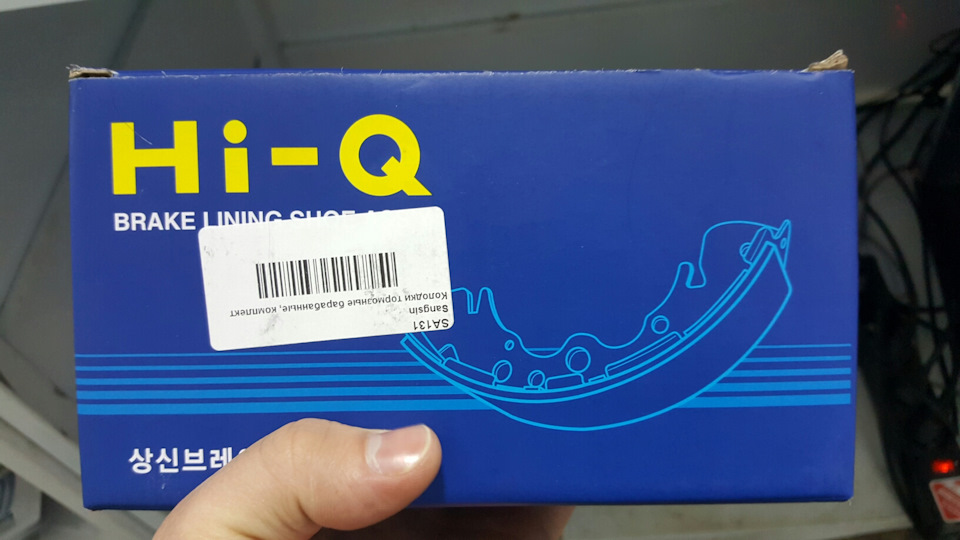 Hi-Q
BRAKE LINING SHOE
SA131
Sangsin
Колодки тормозные барабанные, комплект
상신브레